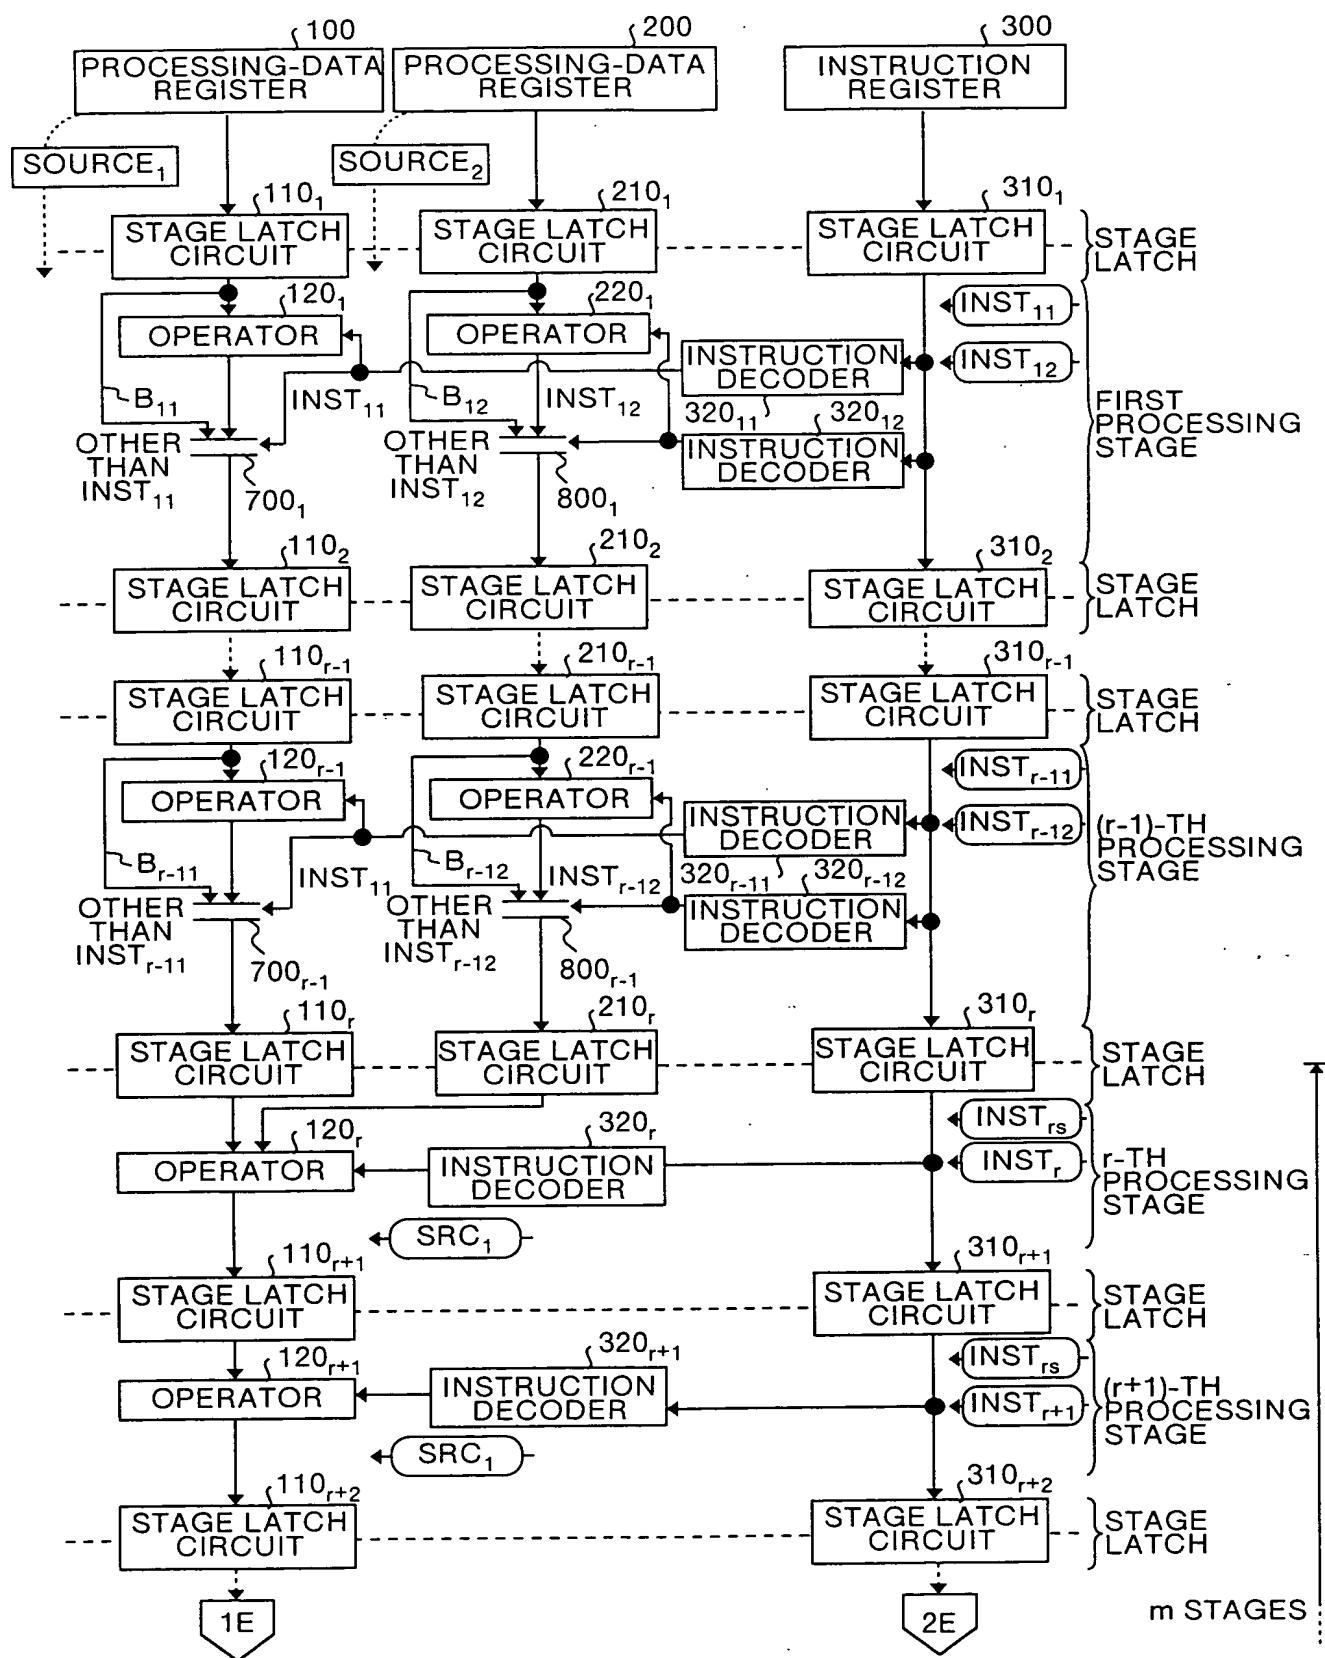 100
200
300
PROCESSING-DATA
REGISTER
PROCESSING-DATA
REGISTER
INSTRUCTION
REGISTER
SOURCE1
SOURCE2
1101
2101
3101
STAGE LATCH
CIRCUIT
STAGE LATCH
CIRCUIT
STAGE LATCH
CIRCUIT
STAGE
LATCH
1201
2201
INST11
OPERATOR
OPERATOR
INSTRUCTION
DECODER
INST12
B11
INST11
B12
INST12
32011
32012
FIRST
PROCESSING
STAGE
OTHER
THAN
INST11
OTHER
THAN
INST12
INSTRUCTION
DECODER
7001
8001
1102
2102
3102
STAGE LATCH
CIRCUIT
STAGE LATCH
CIRCUIT
STAGE LATCH
CIRCUIT
STAGE
LATCH
110r-1
210r-1
310r-1
STAGE LATCH
CIRCUIT
STAGE LATCH
CIRCUIT
STAGE LATCH
CIRCUIT
STAGE
LATCH
120r-1
220r-1
INSTr-11
OPERATOR
OPERATOR
INSTRUCTION
DECODER
INSTr-12
(r-1)-TH
PROCESSING
STAGE
Br-11
INST11
Br-12
INSTr-12
320r-11
320r-12
OTHER
THAN
INSTr-11
OTHER
THAN
INSTr-12
INSTRUCTION
DECODER
700r-1
800r-1
110r
210r
310r
STAGE LATCH
CIRCUIT
STAGE LATCH
CIRCUIT
STAGE LATCH
CIRCUIT
STAGE
LATCH
INSTrs
120r
320r
OPERATOR
INSTRUCTION
DECODER
INSTr
r-TH
PROCESSING
STAGE
SRC1
110r+1
310r+1
STAGE LATCH
CIRCUIT
STAGE LATCH
CIRCUIT
STAGE
LATCH
120r+1
320r+1
INSTrs
OPERATOR
INSTRUCTION
DECODER
INSTr+1
(r+1)-TH
PROCESSING
STAGE
SRC1
110r+2
310r+2
STAGE LATCH
CIRCUIT
STAGE LATCH
CIRCUIT
STAGE
LATCH
1E
2E
m STAGES